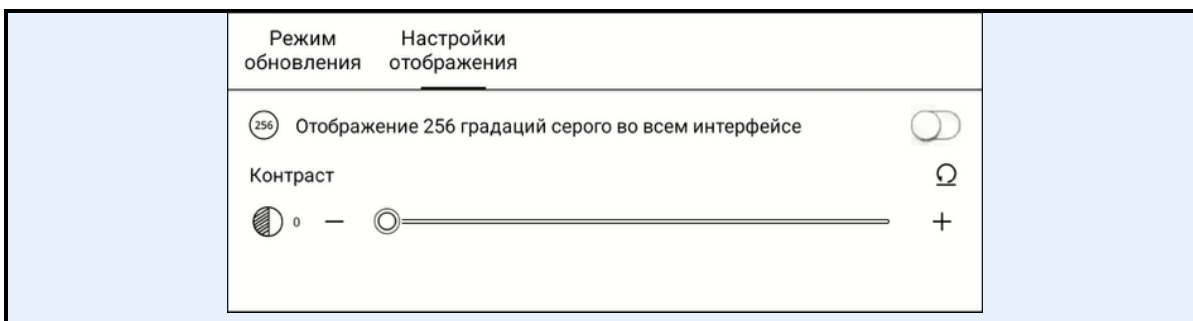 Режим Настройки
обновления отображения
256 Отображение 256 градаций серого во всем интерфейсе
Контраст
0